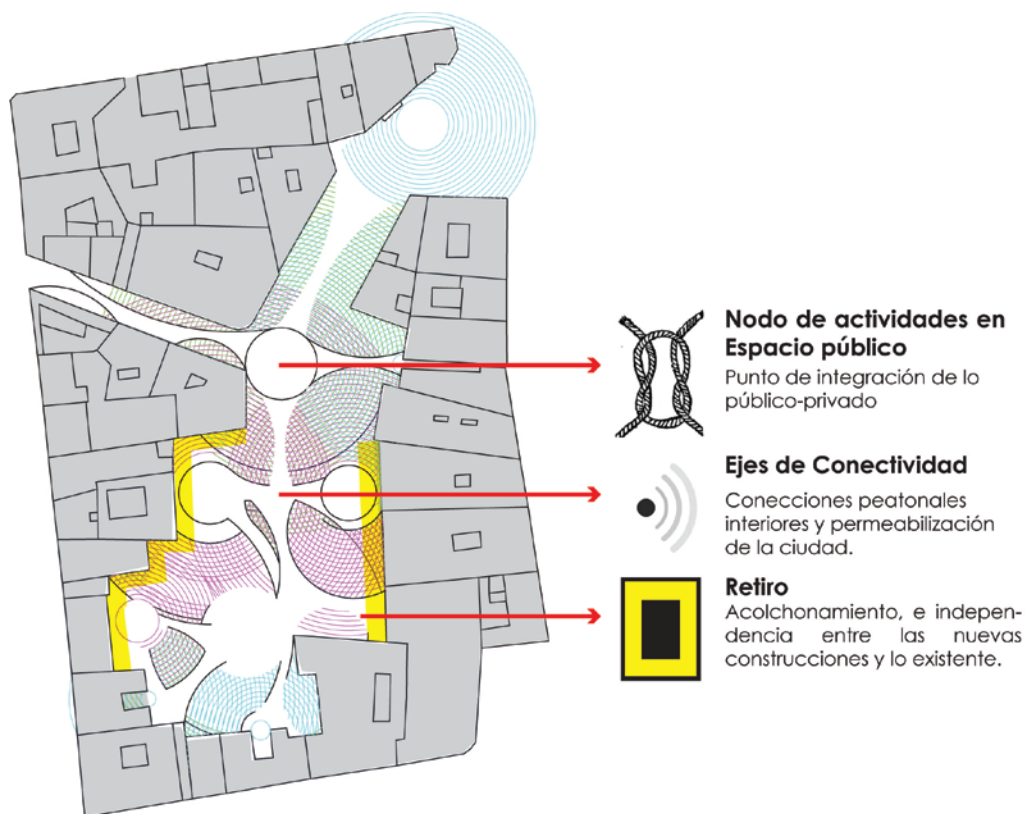 Nodo de actividades en
Espacio público
Punto de integración de lo
público-privado
Ejes de Conectividad
Conecciones peatonales
interiores y permeabilización
de la ciudad.
Retiro
Acolchonamiento, e indepen-
dencia entre las nuevas
construcciones y lo existente.